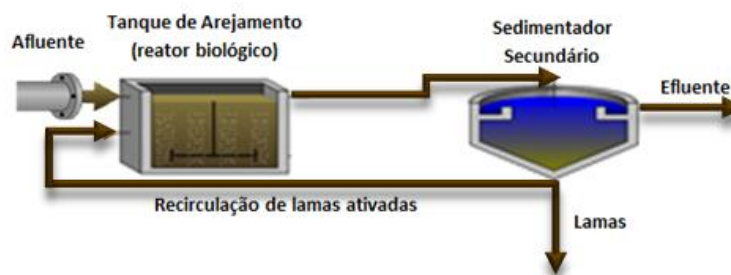 Tanque de Arejamento
(reator biológico)
Afluente
Sedimentador
Secundário
Efluente
Recirculação de lamas ativadas
Lamas